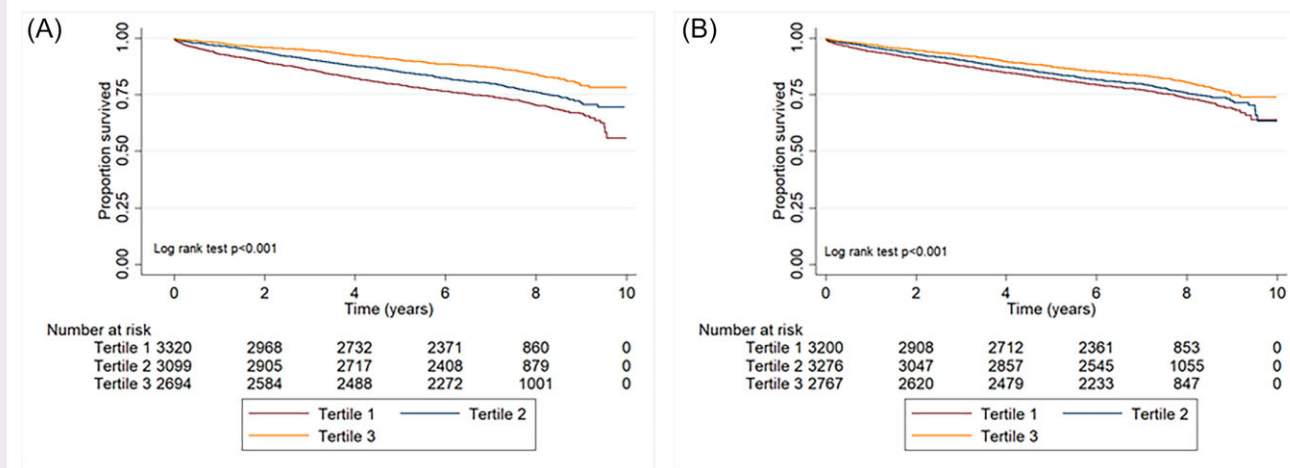 (A)
Proportion survived
1.00
0.75
0.50
0.25
0.00
Log rank test p<0.001
0 2 4 6 8 10
Time (years)
Number at risk
Tertile 1 3320 2968 2732 2371 860 0
Tertile 2 3099 2905 2717 2408 879 0
Tertile 3 2694 2584 2488 2272 1001 0
Tertile 1 Tertile 2
Tertile 3
(B)
Proportion survived
1.00
0.75
0.50
0.25
0.00
Log rank test p<0.001
0 2 4 6 8 10
Time (years)
Number at risk
Tertile 1 3200 2908 2712 2361 853 0
Tertile 2 3276 3047 2857 2545 1055 0
Tertile 3 2767 2620 2479 2233 847 0
Tertile 1 Tertile 2
Tertile 3